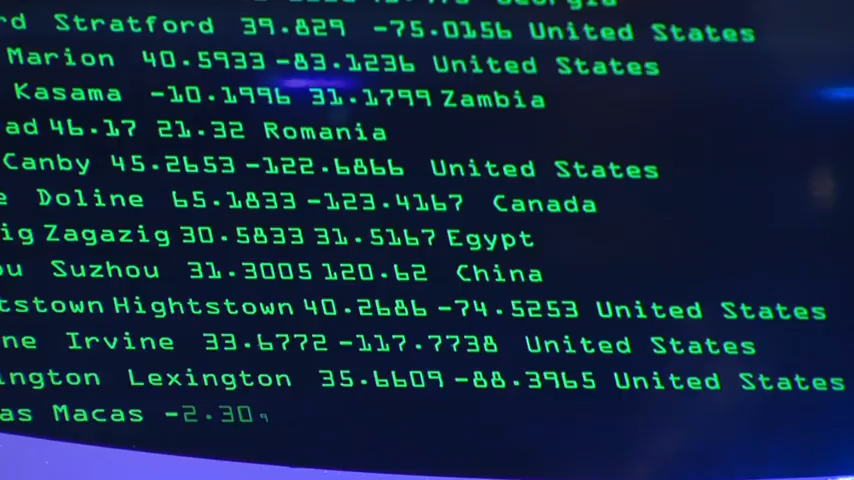 Georgia
rd Stratford 39.829 -75.0156 United States
Marion 40.5933 -83.1236 United States
Kasama -10.1996 31.1799 Zambia
ad 46.17 21.32 Romania
Canby 45.2653 -122.6866 United States
e Doline 65.1833 -123.4167 Canada
ig Zagazig 30.5833 31.5167 Egypt
ou Suzhou 31.3005 120.62 China
tstown Hightstown 40.2686 -74.5253 United States
ne Irvine 33.6772 -117.7738 United States
ington Lexington 35.6609 -88.3965 United States
as Macas -2.30